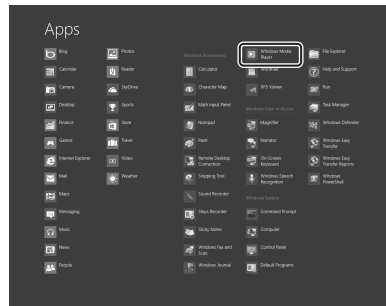 Apps
Bing
Calendar
Camera
Desktop
Finance
Games
Internet Explorer
Mail
Maps
Messaging
Music
News
People
Photos
Reader
SkyDrive
Sports
Store
Travel
Video
Weather
Windows Accessories
Calculator
Character Map
Math Input Panel
Notepad
Paint
Remote Desktop
Connection
Snipping Tool
Sound Recorder
Steps Recorder
Sticky Notes
Windows Fax and
Scan
Windows Journal
Windows Media
Player
WordPad
XPS Viewer
Windows Ease of Access
Magnifier
Narrator
On-Screen
Keyboard
Windows Speech
Recognition
Windows System
Command Prompt
Computer
Control Panel
Default Programs
File Explorer
Help and Support
Run
Task Manager
Windows Defender
Windows Easy
Transfer
Windows Easy
Transfer Reports
Windows
PowerShell